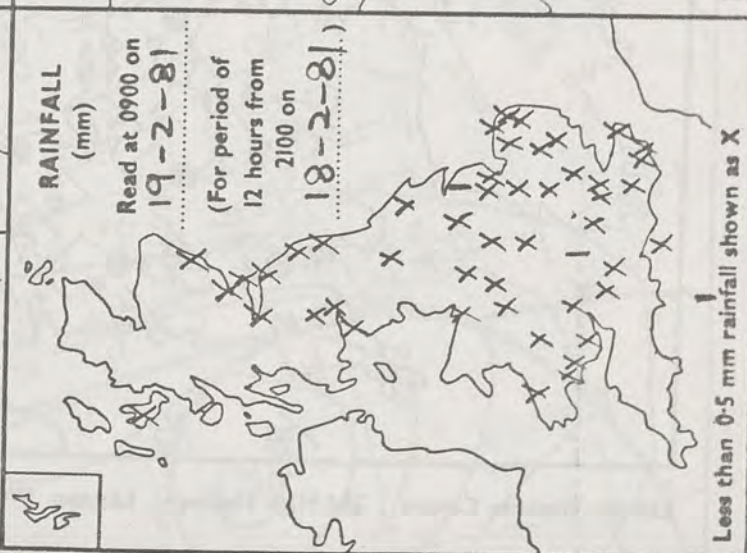 RAINFALL
(mm)
Read at 0900 on
19-2-81
(For period of
12 hours from
2100 on
18-2-81.)
Less than 0·5 mm rainfall shown as X